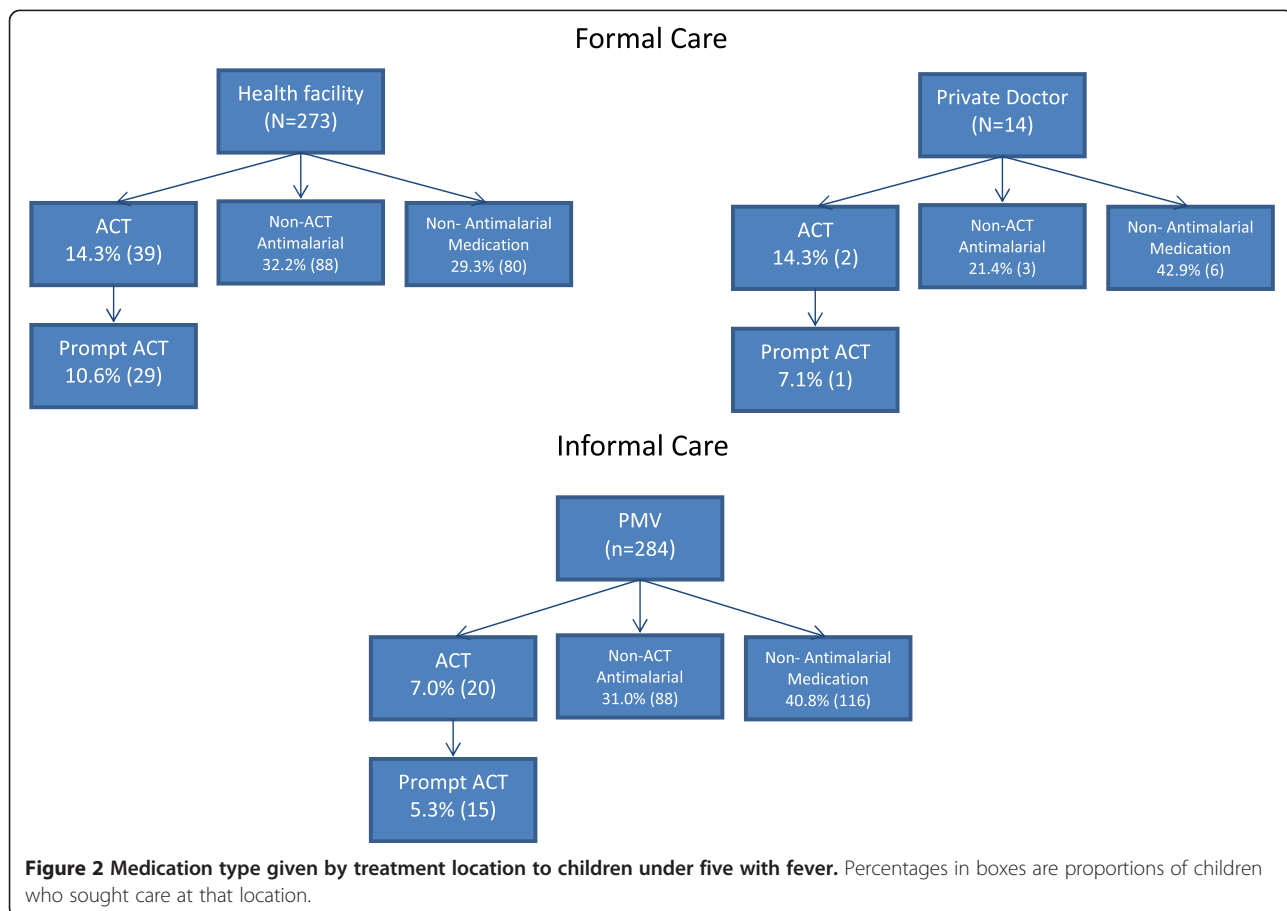 Formal Care
Health facility
(N=273)
ACT
14.3% (39)
Non-ACT
Antimalarial
32.2% (88)
Non- Antimalarial
Medication
29.3% (80)
Prompt ACT
10.6% (29)
Private Doctor
(N=14)
ACT
14.3% (2)
Non-ACT
Antimalarial
21.4% (3)
Non- Antimalarial
Medication
42.9% (6)
Prompt ACT
7.1% (1)
Informal Care
PMV
(n=284)
ACT
7.0% (20)
Non-ACT
Antimalarial
31.0% (88)
Non- Antimalarial
Medication
40.8% (116)
Prompt ACT
5.3% (15)
Figure 2 Medication type given by treatment location to children under five with fever. Percentages in boxes are proportions of children
who sought care at that location.